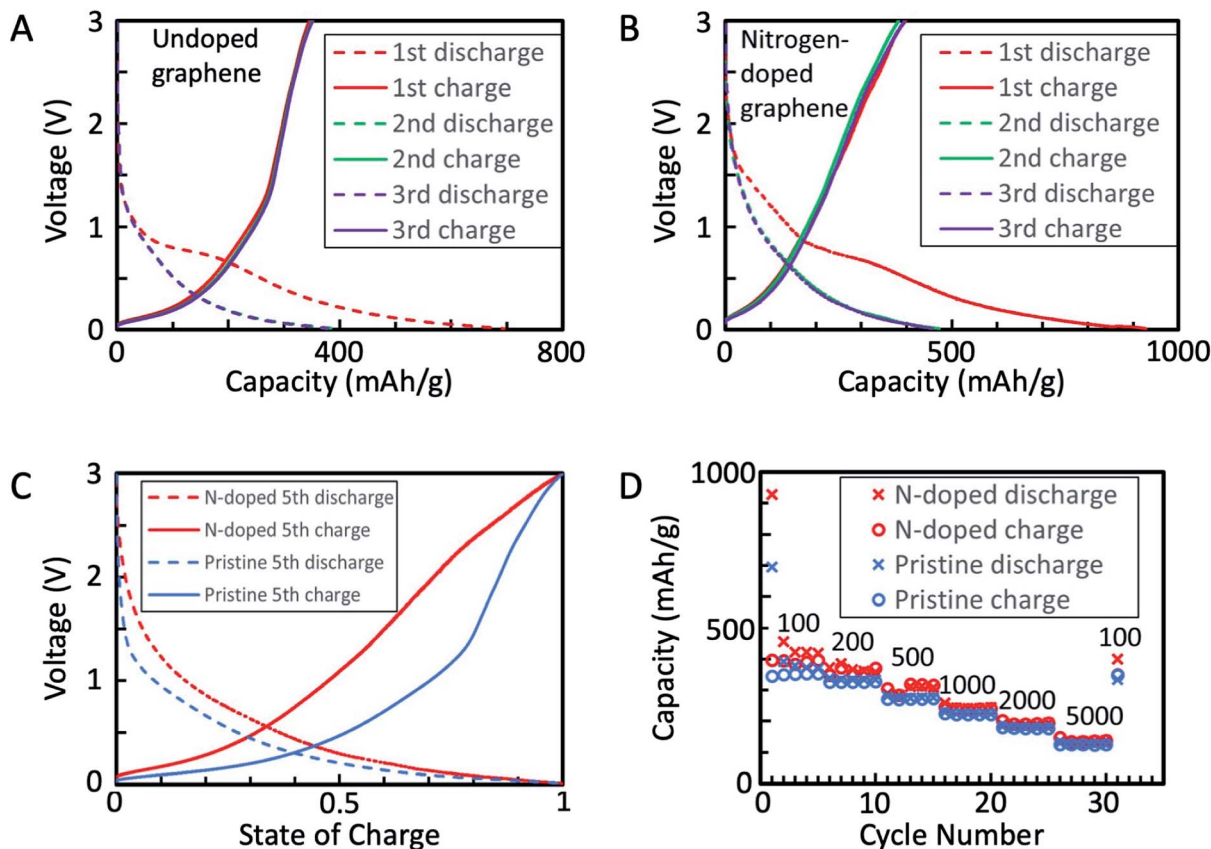 A
Undoped
graphene
1st discharge
1st charge
2nd discharge
2nd charge
3rd discharge
3rd charge
Voltage (V)
3
2
1
0
0
400
800
Capacity (mAh/g)
B
Nitrogen-
doped
graphene
1st discharge
1st charge
2nd discharge
2nd charge
3rd discharge
3rd charge
Voltage (V)
3
2
1
0
0
500
1000
Capacity (mAh/g)
C
N-doped 5th discharge
N-doped 5th charge
Pristine 5th discharge
Pristine 5th charge
Voltage (V)
3
2
1
0
0
0.5
1
State of Charge
D
N-doped discharge
N-doped charge
Pristine discharge
Pristine charge
Capacity (mAh/g)
1000
500
0
100
200
500
1000
2000
5000
100
0
10
20
30
Cycle Number